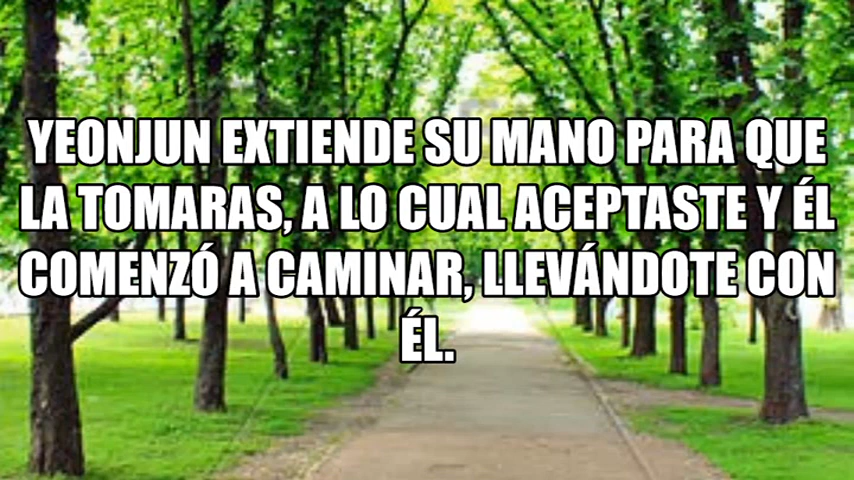 YEONJUN EXTIENDE SU MANO PARA QUE
LA TOMARAS, A LO CUAL ACEPTASTE Y ÉL
COMENZÓ A CAMINAR, LLEVÁNDOTE CON
ÉL.